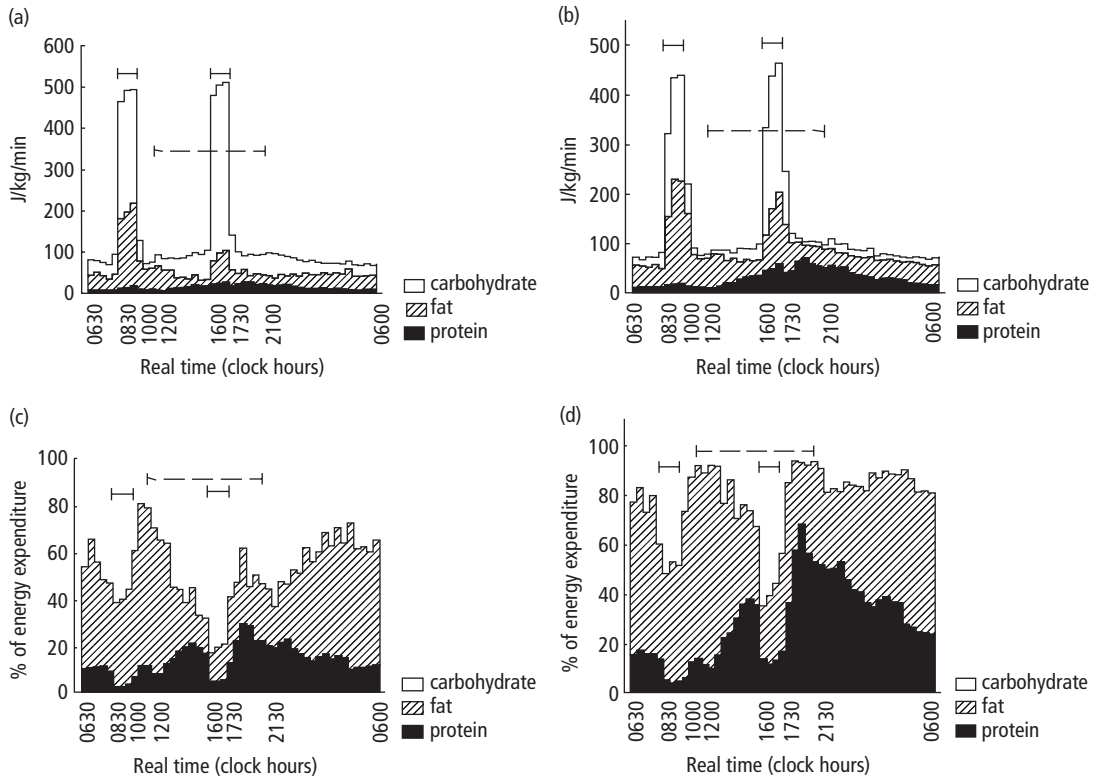 (a)
600
500
400
300
200
100
0
J/kg/min
0630
0830
1000
1200
1600
1730
2100
0600
Real time (clock hours)
carbohydrate
fat
protein
(b)
500
400
300
200
100
0
J/kg/min
0630
0830
1000
1200
1600
1730
2100
0600
Real time (clock hours)
carbohydrate
fat
protein
(c)
100
80
60
40
20
0
% of energy expenditure
0630
0830
1000
1200
1600
1730
2130
0600
Real time (clock hours)
carbohydrate
fat
protein
(d)
100
80
60
40
20
0
% of energy expenditure
0630
0830
1000
1200
1600
1730
2130
0600
Real time (clock hours)
carbohydrate
fat
protein